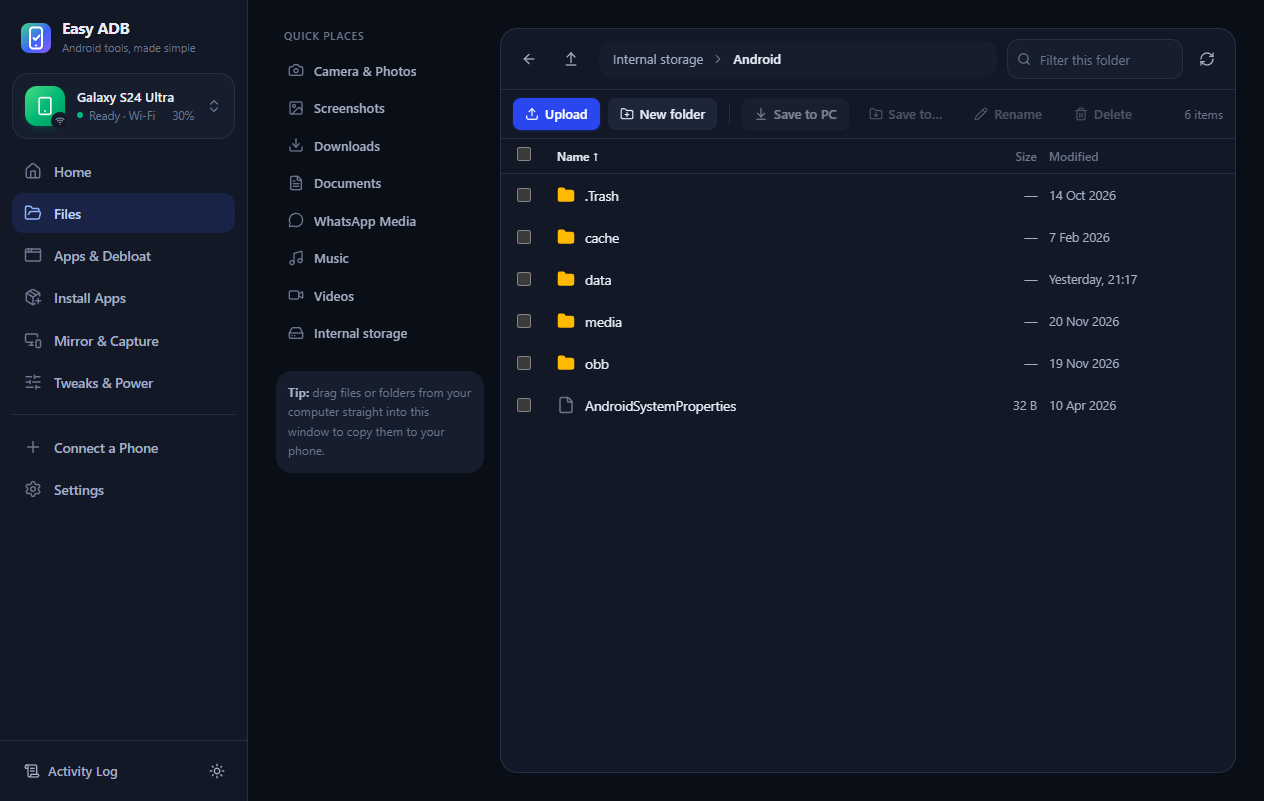 Easy ADB
Android tools, made simple
Galaxy S24 Ultra
Ready · Wi-Fi 30%
Home
Files
Apps & Debloat
Install Apps
Mirror & Capture
Tweaks & Power
Connect a Phone
Settings
Activity Log
QUICK PLACES
Camera & Photos
Screenshots
Downloads
Documents
WhatsApp Media
Music
Videos
Internal storage
Tip: drag files or folders from your
computer straight into this
window to copy them to your
phone.
Internal storage > Android
Filter this folder
Upload New folder Save to PC Save to... Rename Delete 6 items
Name ↑ Size Modified
.Trash — 14 Oct 2026
cache — 7 Feb 2026
data — Yesterday, 21:17
media — 20 Nov 2026
obb — 19 Nov 2026
AndroidSystemProperties 32 B 10 Apr 2026